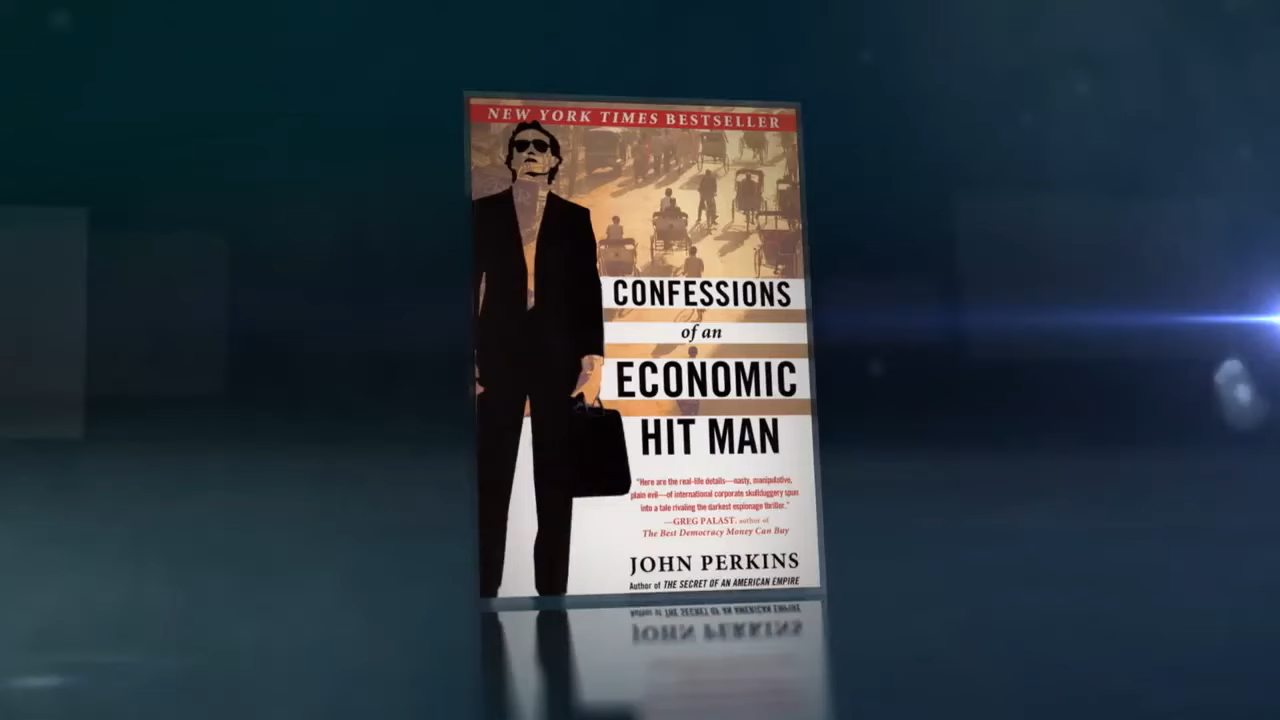 NEW YORK TIMES BESTSELLER
CONFESSIONS
of an
ECONOMIC
HIT MAN
"Here are the real-life details—nasty, manipulative,
plain evil—of international corporate skullduggery spun
into a tale rivaling the darkest espionage thriller."
—GREG PALAST, author of
The Best Democracy Money Can Buy
JOHN PERKINS
Author of THE SECRET OF AN AMERICAN EMPIRE